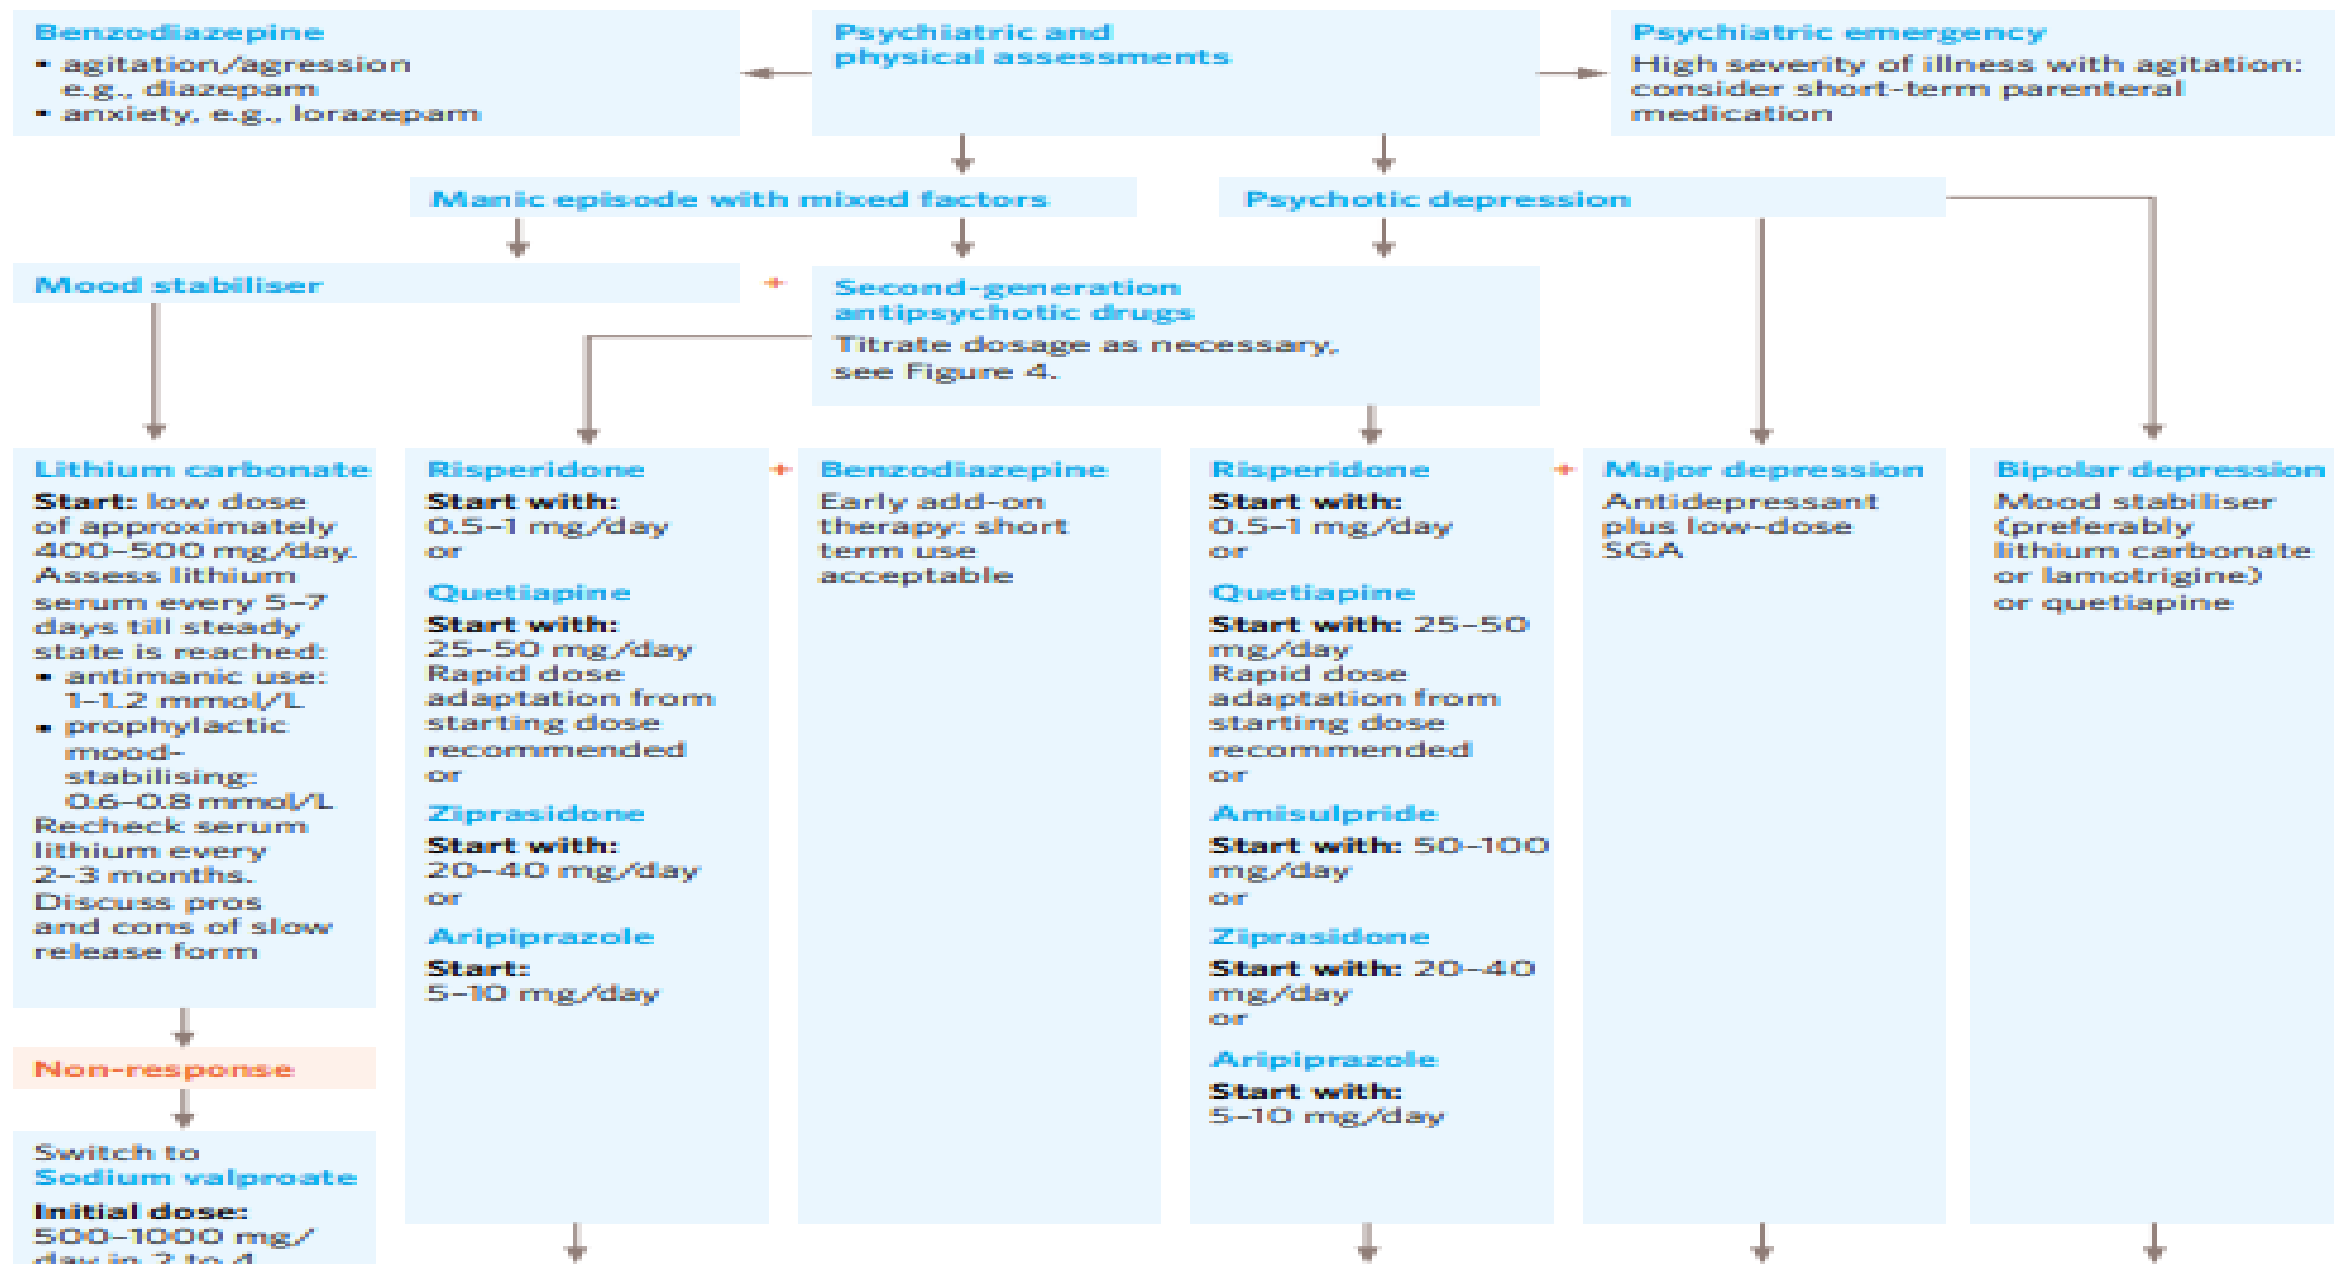 Benzodiazepine
• agitation/agression
e.g., diazepam
• anxiety, e.g., lorazepam
Psychiatric and
physical assessments
Psychiatric emergency
High severity of illness with agitation:
consider short-term parenteral
medication
Manic episode with mixed factors
Psychotic depression
Mood stabiliser
+
Second-generation
antipsychotic drugs
Titrate dosage as necessary,
see Figure 4.
Lithium carbonate
Start: low dose
of approximately
400–500 mg/day.
Assess lithium
serum every 5–7
days till steady
state is reached:
• antimanic use:
1–1.2 mmol/L
• prophylactic
mood-
stabilising:
0.6–0.8 mmol/L
Recheck serum
lithium every
2–3 months.
Discuss pros
and cons of slow
release form
Non-response
Switch to
Sodium valproate
Initial dose:
500–1000 mg/
day in 2 to 4
Risperidone
Start with:
0.5–1 mg/day
or
Quetiapine
Start with:
25–50 mg/day
Rapid dose
adaptation from
starting dose
recommended
or
Ziprasidone
Start with:
20–40 mg/day
or
Aripiprazole
Start:
5–10 mg/day
+
Benzodiazepine
Early add-on
therapy: short
term use
acceptable
Risperidone
Start with:
0.5–1 mg/day
or
Quetiapine
Start with: 25–50
mg/day
Rapid dose
adaptation from
starting dose
recommended
or
Amisulpride
Start with: 50–100
mg/day
or
Ziprasidone
Start with: 20–40
mg/day
or
Aripiprazole
Start with:
5–10 mg/day
+
Major depression
Antidepressant
plus low-dose
SGA
Bipolar depression
Mood stabiliser
(preferably
lithium carbonate
or lamotrigine)
or quetiapine